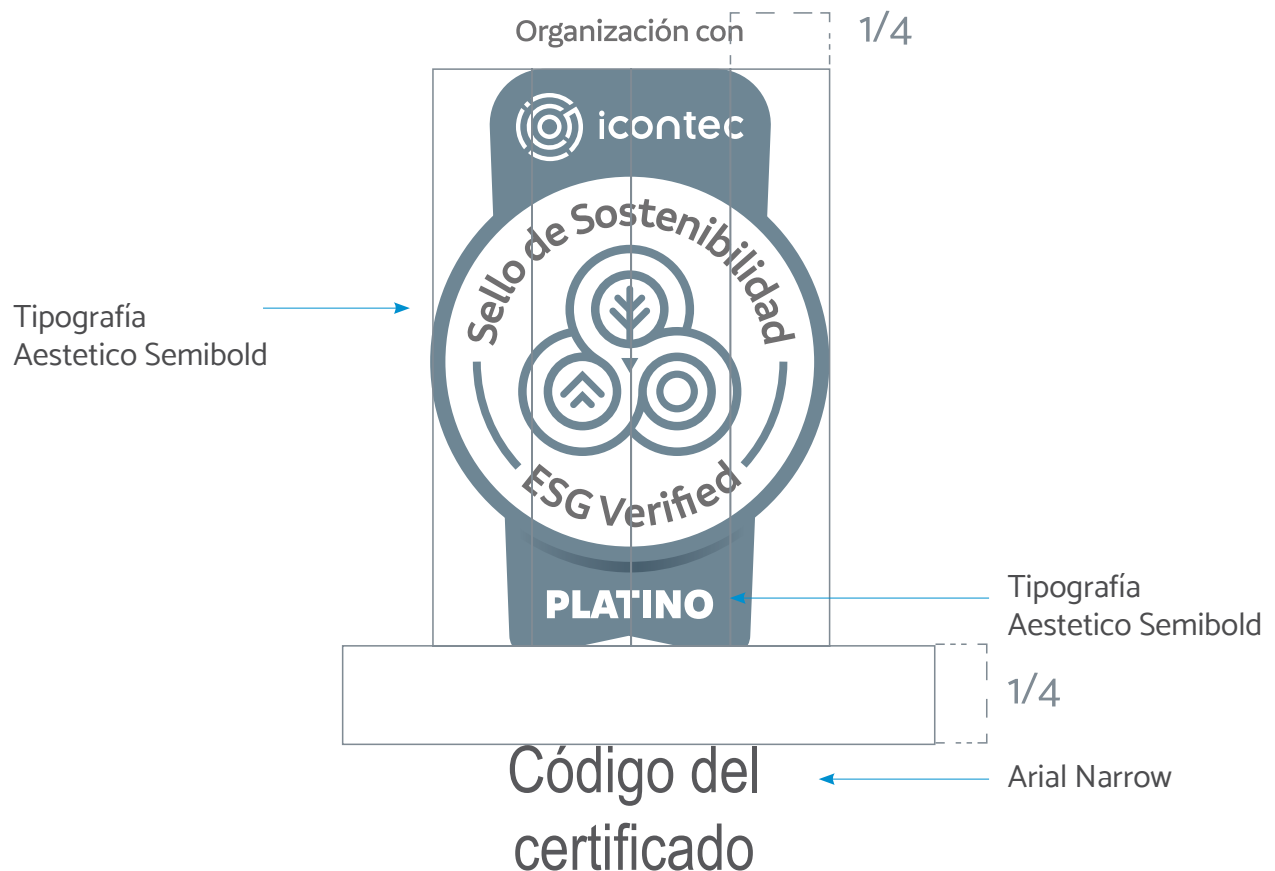 Organización con
1/4
icontec
Sello de Sostenibilidad
Tipografía
Aestetico Semibold
ESG Verified
PLATINO
Tipografía
Aestetico Semibold
1/4
Código del
certificado
Arial Narrow